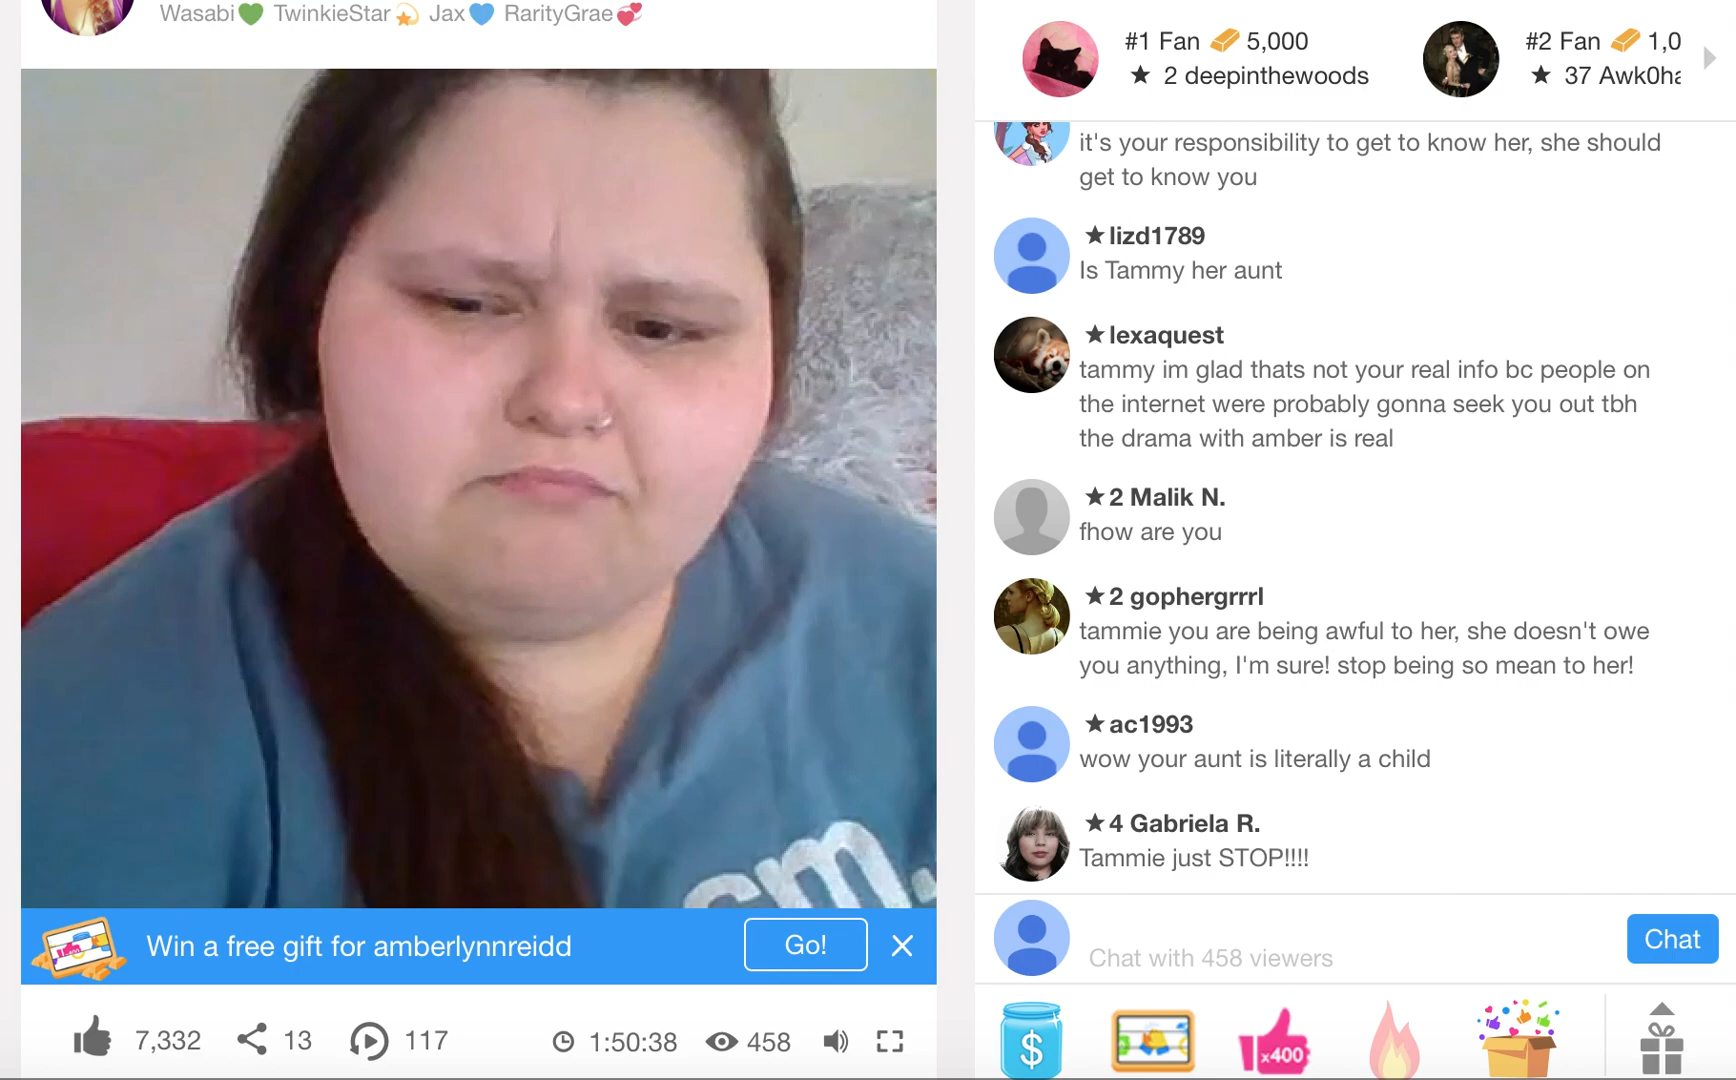 Wasabi💚 TwinkieStar💫 Jax💙 RarityGrae💞
#1 Fan 5,000
★ 2 deepinthewoods
#2 Fan 1,0
★ 37 Awk0ha
it's your responsibility to get to know her, she should
get to know you
★lizd1789
Is Tammy her aunt
★lexaquest
tammy im glad thats not your real info bc people on
the internet were probably gonna seek you out tbh
the drama with amber is real
★2 Malik N.
fhow are you
★2 gophergrrrl
tammie you are being awful to her, she doesn't owe
you anything, I'm sure! stop being so mean to her!
★ac1993
wow your aunt is literally a child
★4 Gabriela R.
Tammie just STOP!!!!
cm.
Win a free gift for amberlynnreidd
Go!
Chat with 458 viewers
Chat
7,332 13 117 1:50:38 458
$
x400